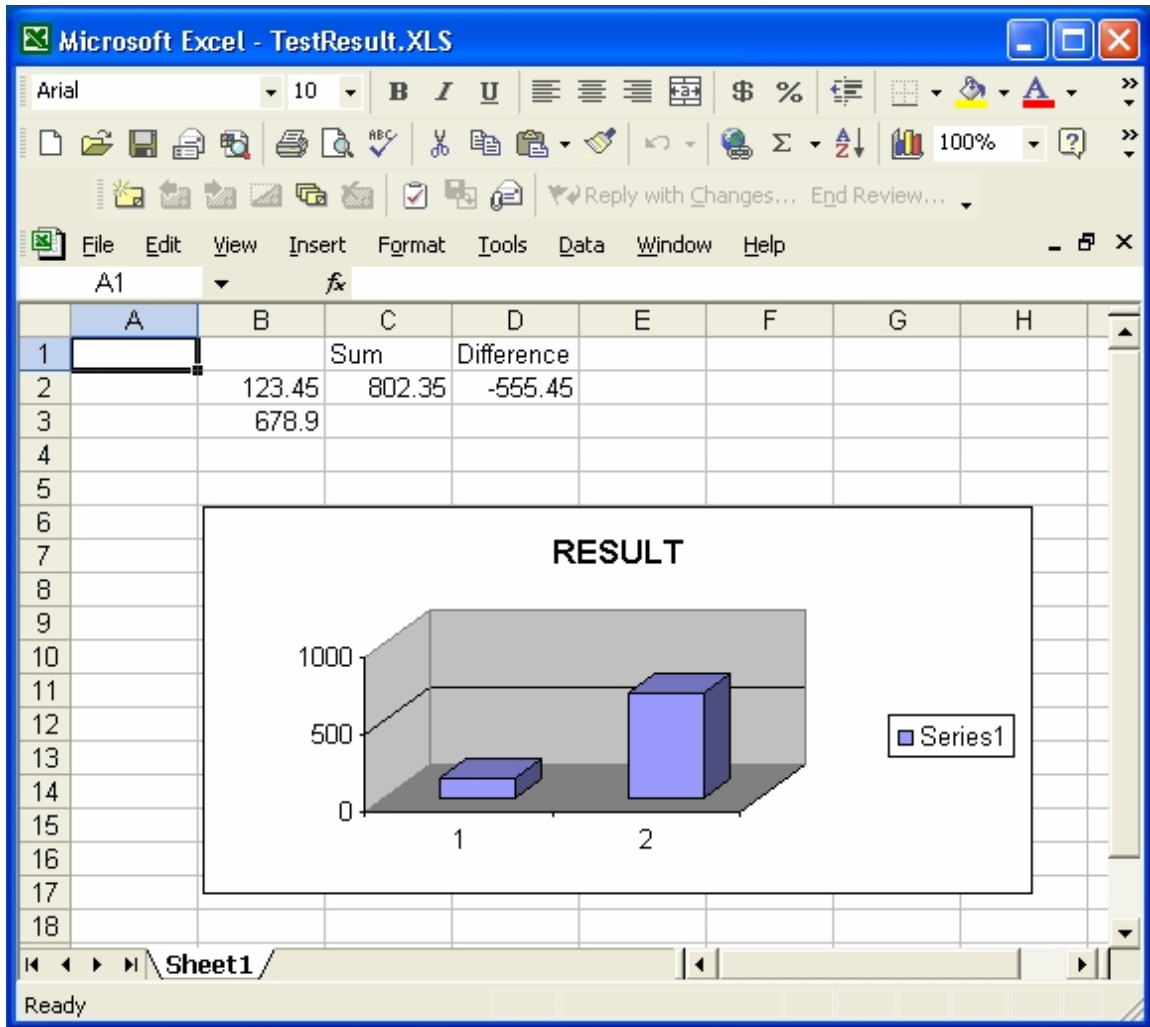 Microsoft Excel - TestResult.XLS
Arial 10 B I U $ % A
ABC Σ A Z 100% ?
Reply with Changes... End Review...
File Edit View Insert Format Tools Data Window Help
A1 fx
A B C D E F G H
1 Sum Difference
2 123.45 802.35 -555.45
3 678.9
4
5
6
7
8
9
10
11
12
13
14
15
16
17
18
RESULT
1000
500
0
1 2
Series1
Sheet1
Ready